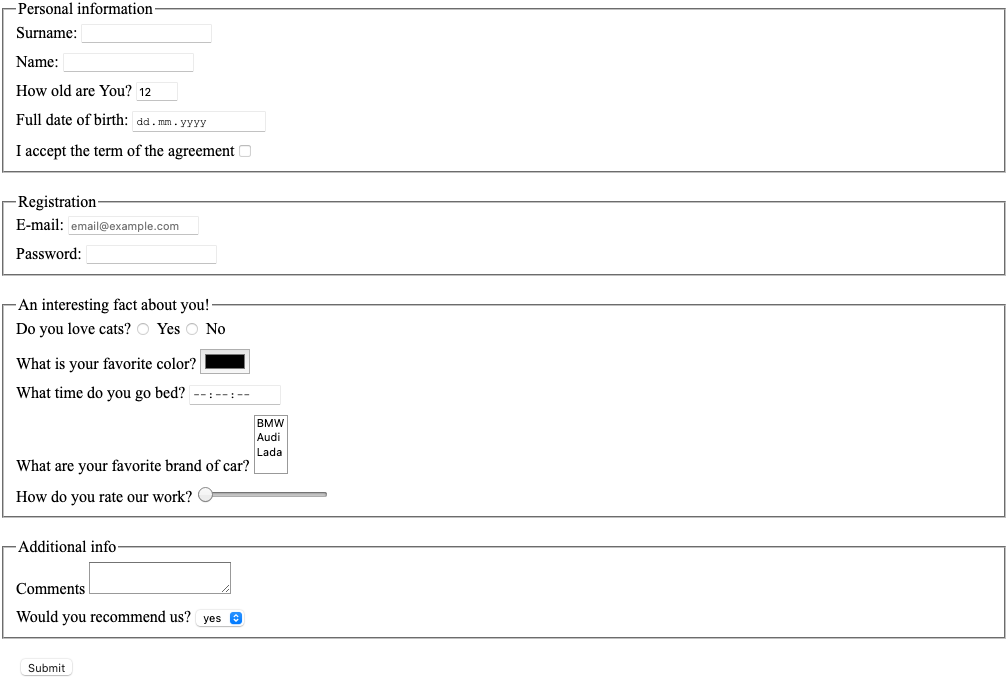 Personal information
Surname:
Name:
How old are You? 12
Full date of birth: dd.mm.yyyy
I accept the term of the agreement
Registration
E-mail: email@example.com
Password:
An interesting fact about you!
Do you love cats? Yes No
What is your favorite color?
What time do you go bed? --:--:--
BMW
Audi
Lada
What are your favorite brand of car?
How do you rate our work?
Additional info
Comments
Would you recommend us? yes
Submit